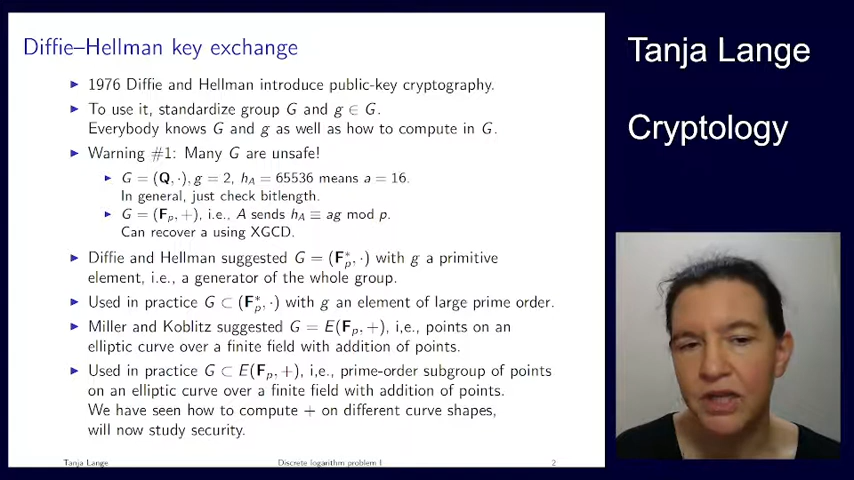 Diffie–Hellman key exchange
▶ 1976 Diffie and Hellman introduce public-key cryptography.
▶ To use it, standardize group G and g ∈ G.
Everybody knows G and g as well as how to compute in G.
▶ Warning #1: Many G are unsafe!
▶ G = (Q, ·), g = 2, h_A = 65536 means a = 16.
In general, just check bitlength.
▶ G = (F_p, +), i.e., A sends h_A ≡ ag mod p.
Can recover a using XGCD.
▶ Diffie and Hellman suggested G = (F_p^*, ·) with g a primitive
element, i.e., a generator of the whole group.
▶ Used in practice G ⊂ (F_p^*, ·) with g an element of large prime order.
▶ Miller and Koblitz suggested G = E(F_p, +), i,e., points on an
elliptic curve over a finite field with addition of points.
▶ Used in practice G ⊂ E(F_p, +), i,e., prime-order subgroup of points
on an elliptic curve over a finite field with addition of points.
We have seen how to compute + on different curve shapes,
will now study security.
Tanja Lange Discrete logarithm problem I 2
Tanja Lange
Cryptology